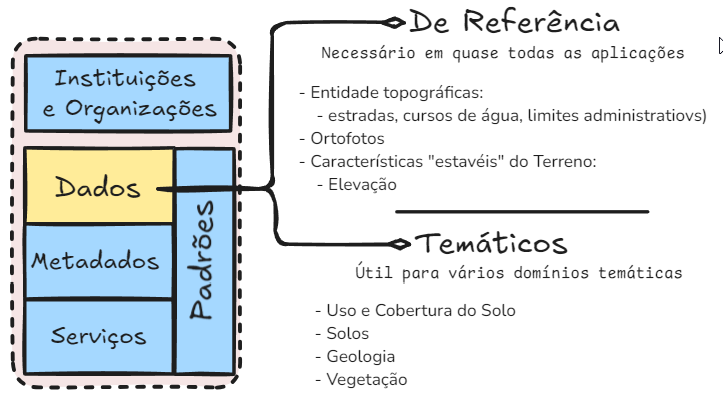 Instituições
e Organizações
Dados
Metadados
Serviços
Padrões
De Referência
Necessário em quase todas as aplicações
- Entidade topográficas:
- estradas, cursos de água, limites administrativos)
- Ortofotos
- Características "estavéis" do Terreno:
- Elevação
Temáticos
Útil para vários domínios temáticas
- Uso e Cobertura do Solo
- Solos
- Geologia
- Vegetação